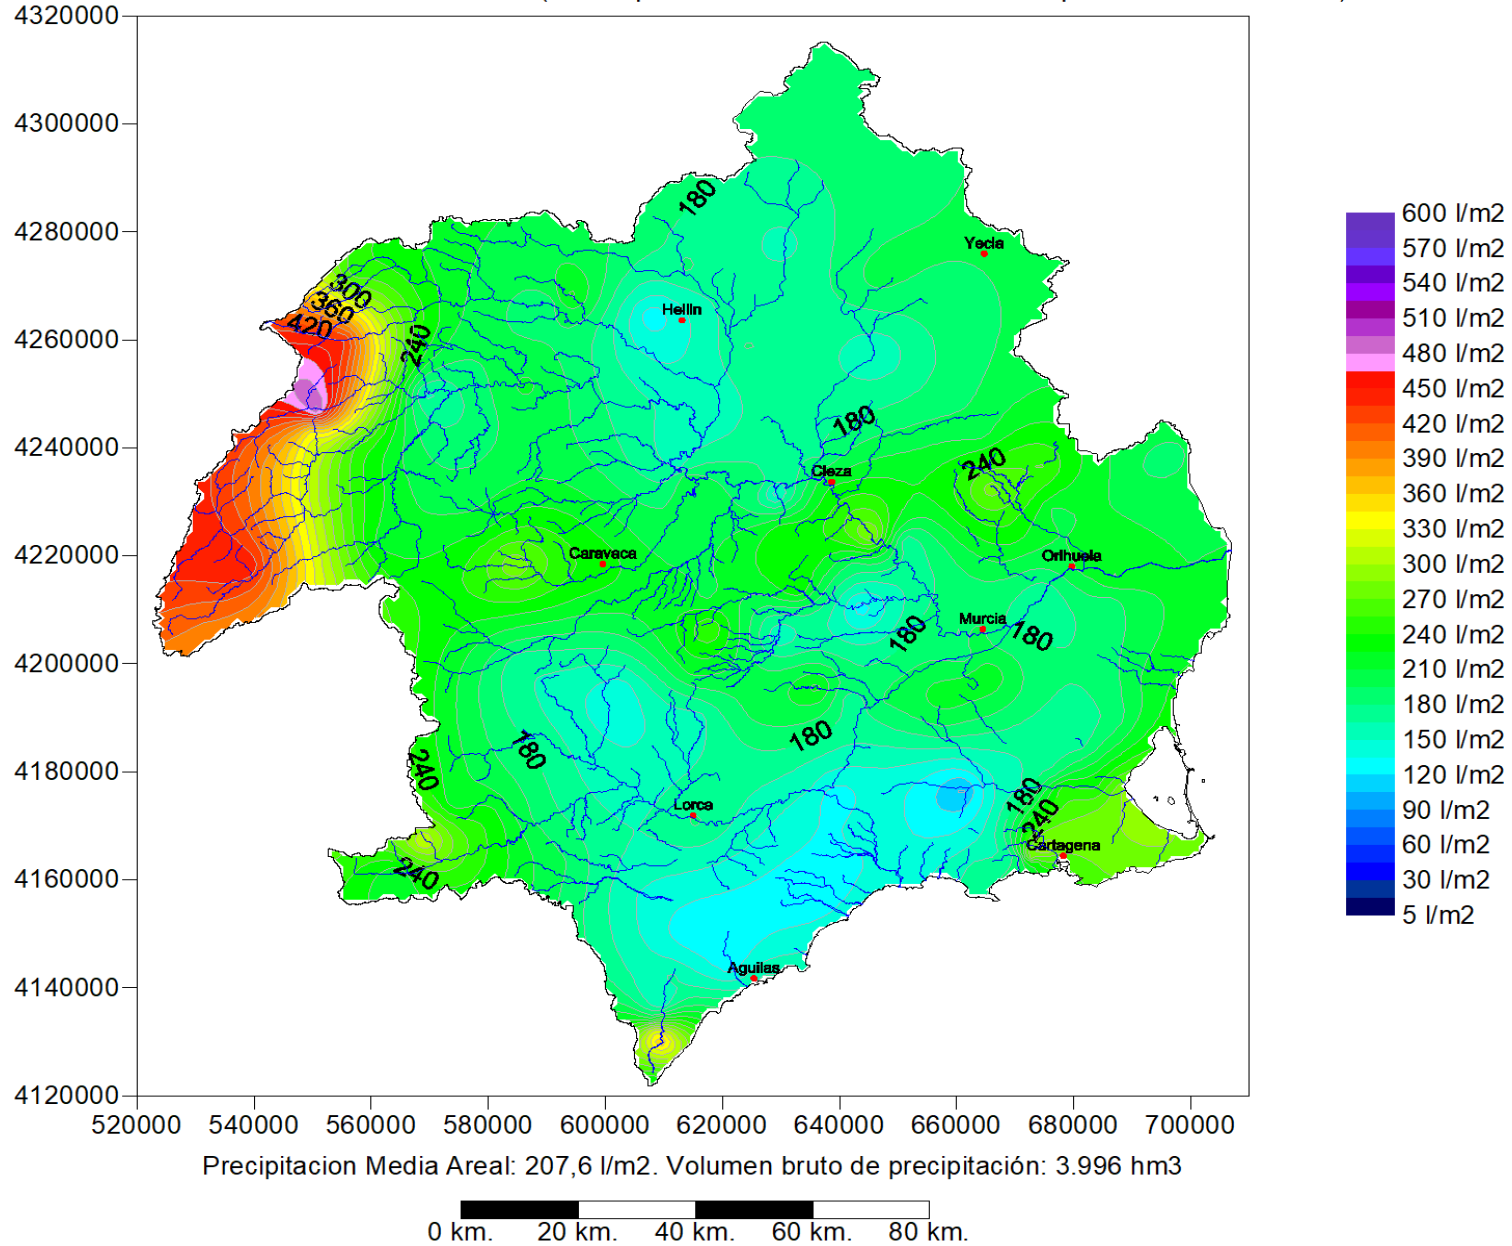 4320000
4300000
4280000
4260000
4240000
4220000
4200000
4180000
4160000
4140000
4120000
520000 540000 560000 580000 600000 620000 640000 660000 680000 700000
180
Yecla
300
360
420
Hellin
240
180
Cieza
240
Caravaca
Orihuela
Murcia
180
180
180
180
240
Lorca
180
240
Cartagena
240
Aguilas
600 l/m2
570 l/m2
540 l/m2
510 l/m2
480 l/m2
450 l/m2
420 l/m2
390 l/m2
360 l/m2
330 l/m2
300 l/m2
270 l/m2
240 l/m2
210 l/m2
180 l/m2
150 l/m2
120 l/m2
90 l/m2
60 l/m2
30 l/m2
5 l/m2
Precipitacion Media Areal: 207,6 l/m2. Volumen bruto de precipitación: 3.996 hm3
0 km. 20 km. 40 km. 60 km. 80 km.